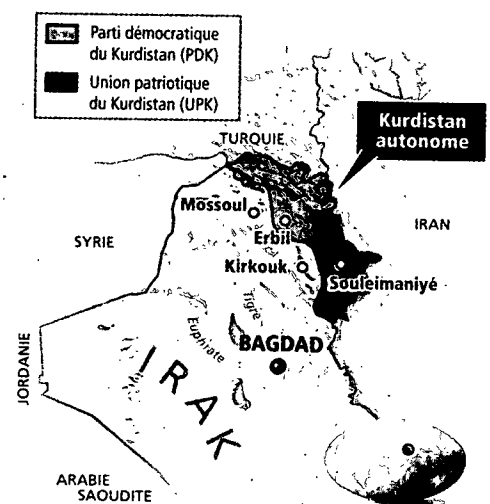 Parti démocratique
du Kurdistan (PDK)
Union patriotique
du Kurdistan (UPK)
Kurdistan
autonome
TURQUIE
Mossoul
IRAN
SYRIE
Erbil
Kirkouk
Souleimaniyé
Tigre
Euphrate
BAGDAD
JORDANIE
IRAK
ARABIE
SAOUDITE